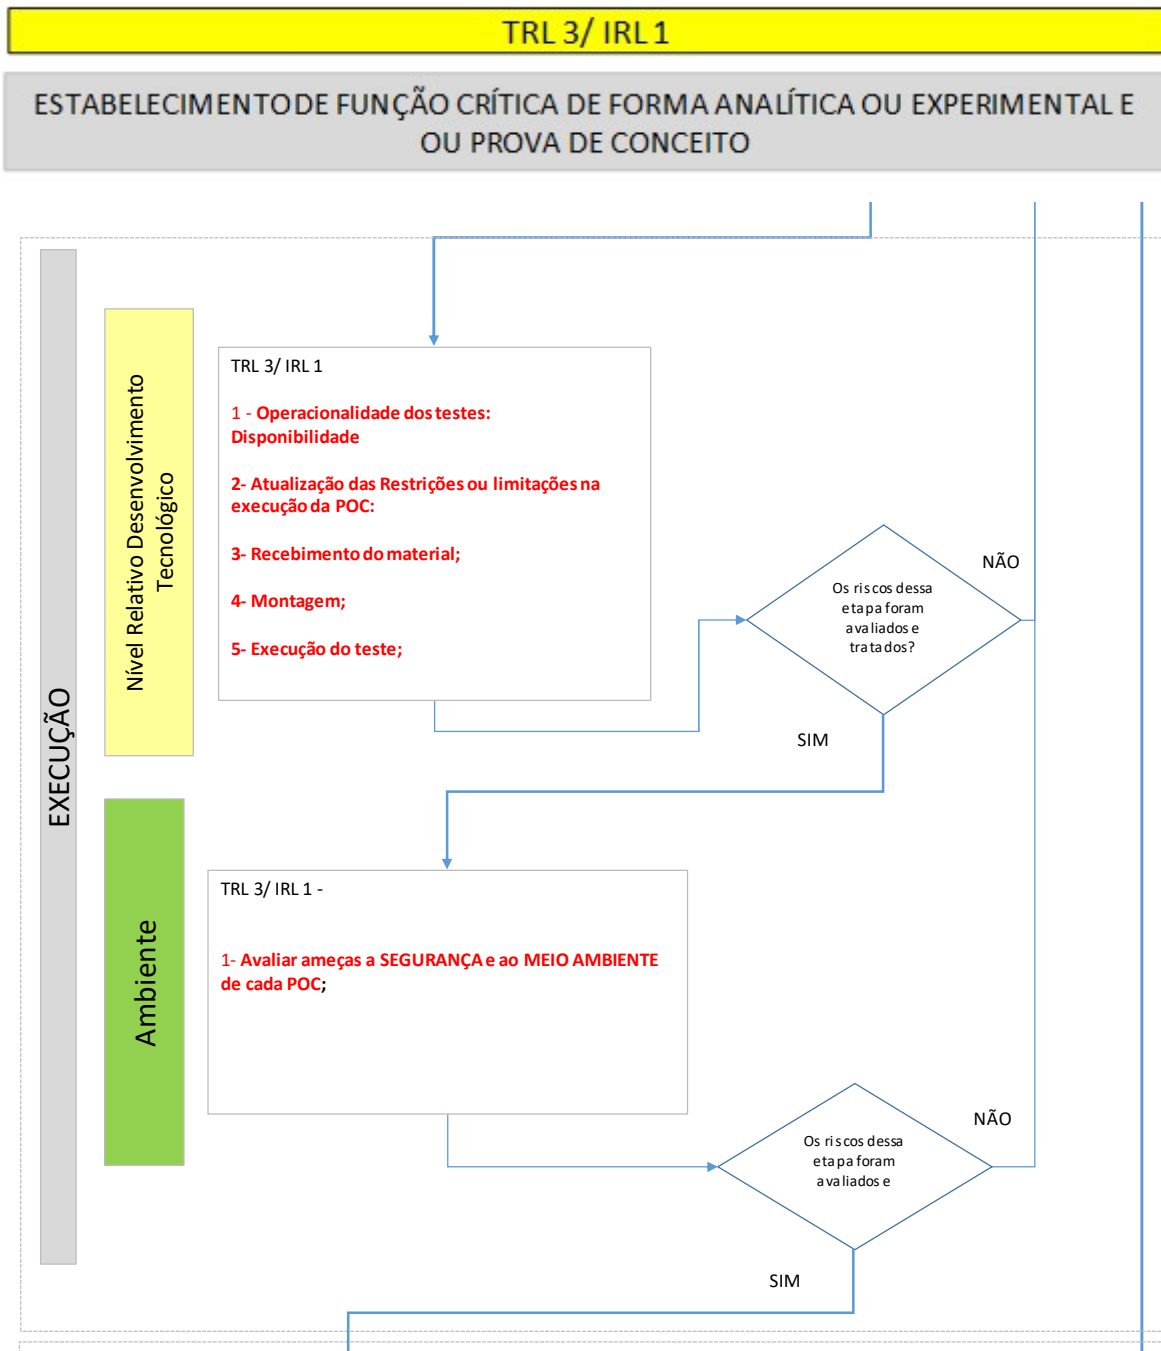 TRL 3/ IRL 1
ESTABELECIMENTO DE FUNÇÃO CRÍTICA DE FORMA ANALÍTICA OU EXPERIMENTAL E
OU PROVA DE CONCEITO
EXECUÇÃO
Nível Relativo Desenvolvimento
Tecnológico
TRL 3/ IRL 1
1 - Operacionalidade dos testes:
Disponibilidade
2- Atualização das Restrições ou limitações na
execução da POC:
3- Recebimento do material;
4- Montagem;
5- Execução do teste;
Os riscos dessa
etapa foram
avaliados e
tratados?
NÃO
SIM
Ambiente
TRL 3/ IRL 1 -
1- Avaliar ameças a SEGURANÇA e ao MEIO AMBIENTE
de cada POC;
Os riscos dessa
etapa foram
avaliados e
NÃO
SIM